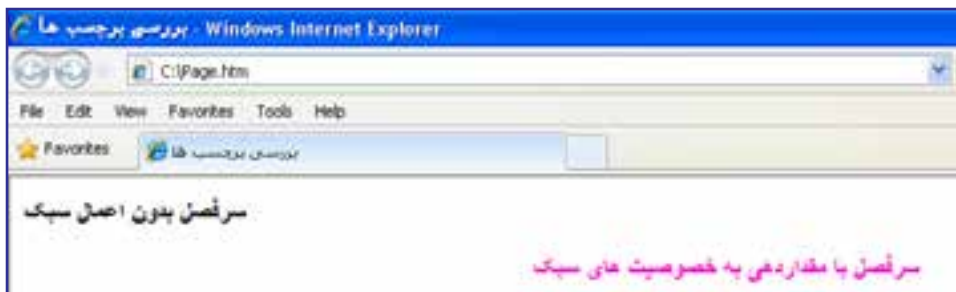 بررسی برچسب ها - Windows Internet Explorer
C:\Page.htm
File Edit View Favorites Tools Help
Favorites بررسی برچسب ها
سرفصل بدون اعمال سبک
سرفصل با مقداردهی به خصوصیت های سبک